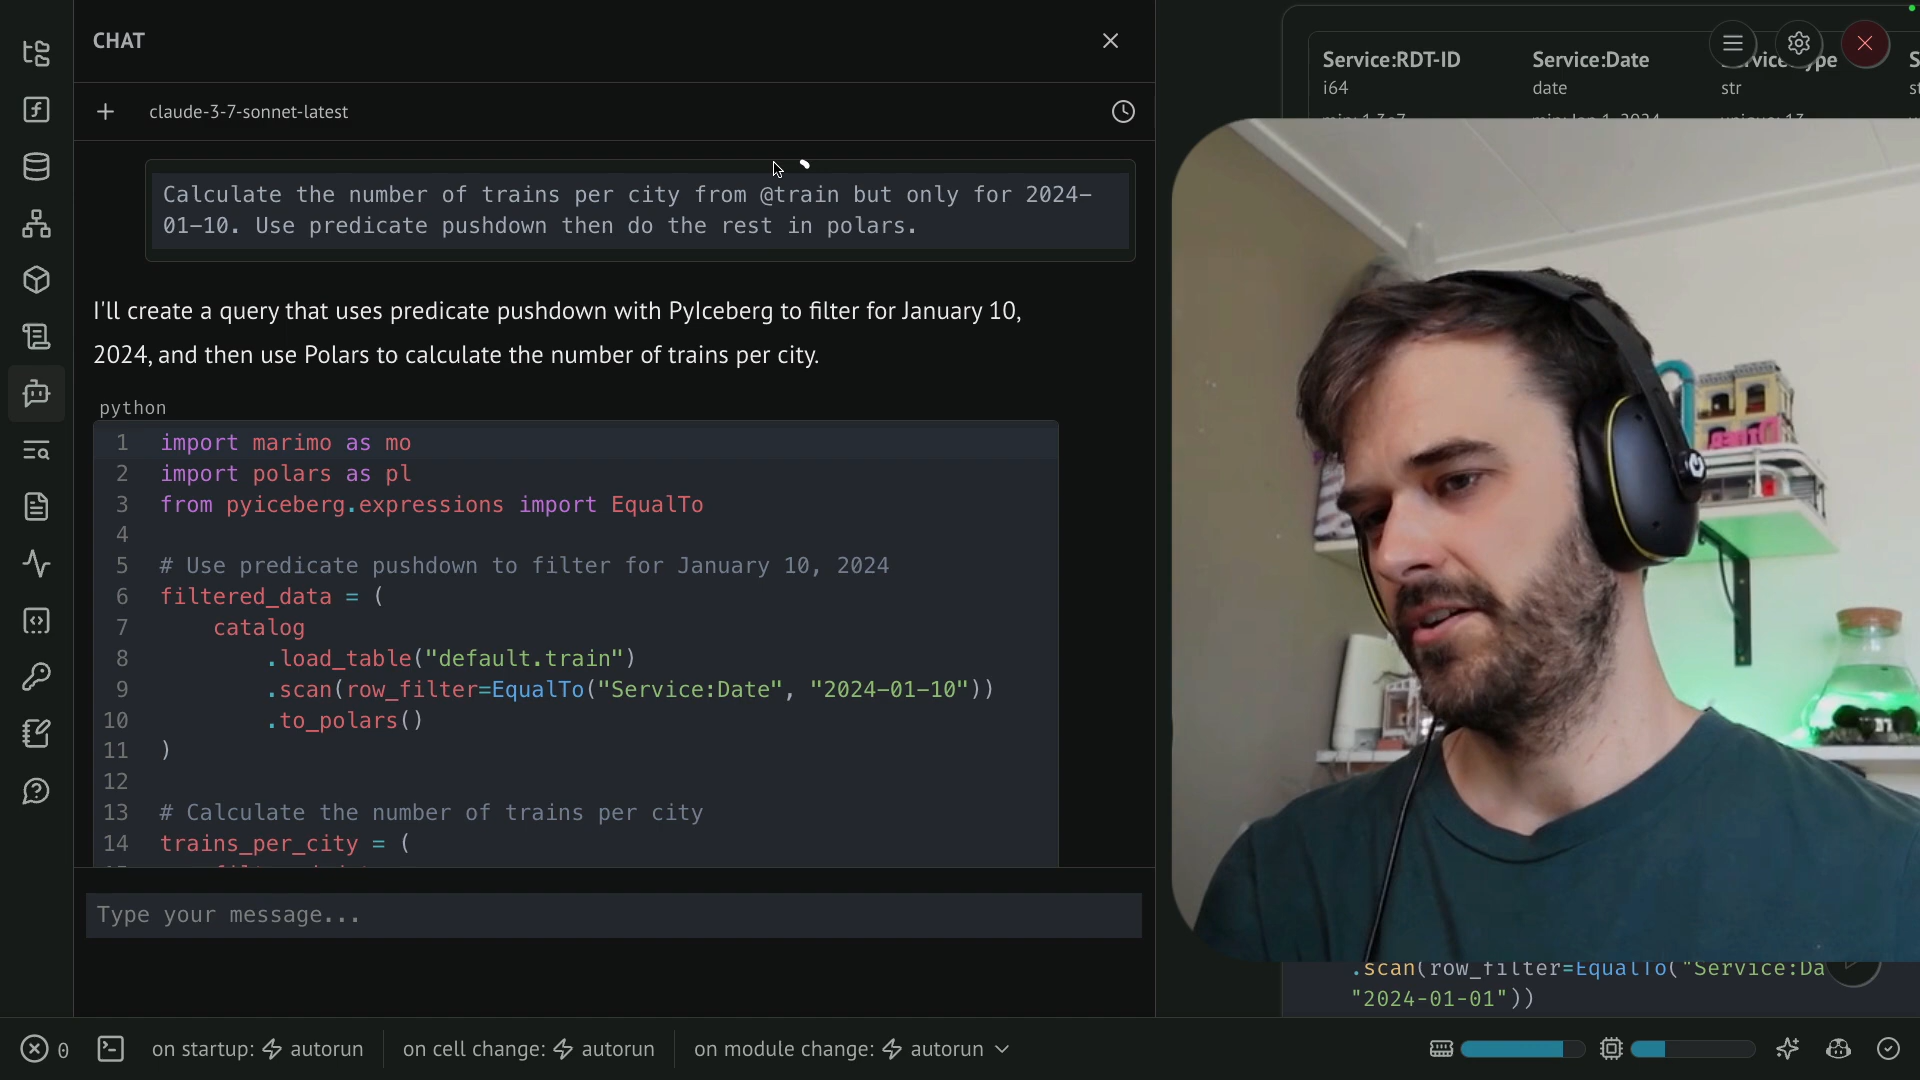 CHAT
claude-3-7-sonnet-latest
Calculate the number of trains per city from @train but only for 2024-
01-10. Use predicate pushdown then do the rest in polars.
I'll create a query that uses predicate pushdown with PyIceberg to filter for January 10,
2024, and then use Polars to calculate the number of trains per city.
python
1 import marimo as mo
2 import polars as pl
3 from pyiceberg.expressions import EqualTo
4
5 # Use predicate pushdown to filter for January 10, 2024
6 filtered_data = (
7 catalog
8 .load_table("default.train")
9 .scan(row_filter=EqualTo("Service:Date", "2024-01-10"))
10 .to_polars()
11 )
12
13 # Calculate the number of trains per city
14 trains_per_city = (
Type your message...
Service:RDT-ID
i64
Service:Date
date
str
.scan(row_filter=EqualTo("Service:Da
"2024-01-01"))
0
on startup: autorun
on cell change: autorun
on module change: autorun